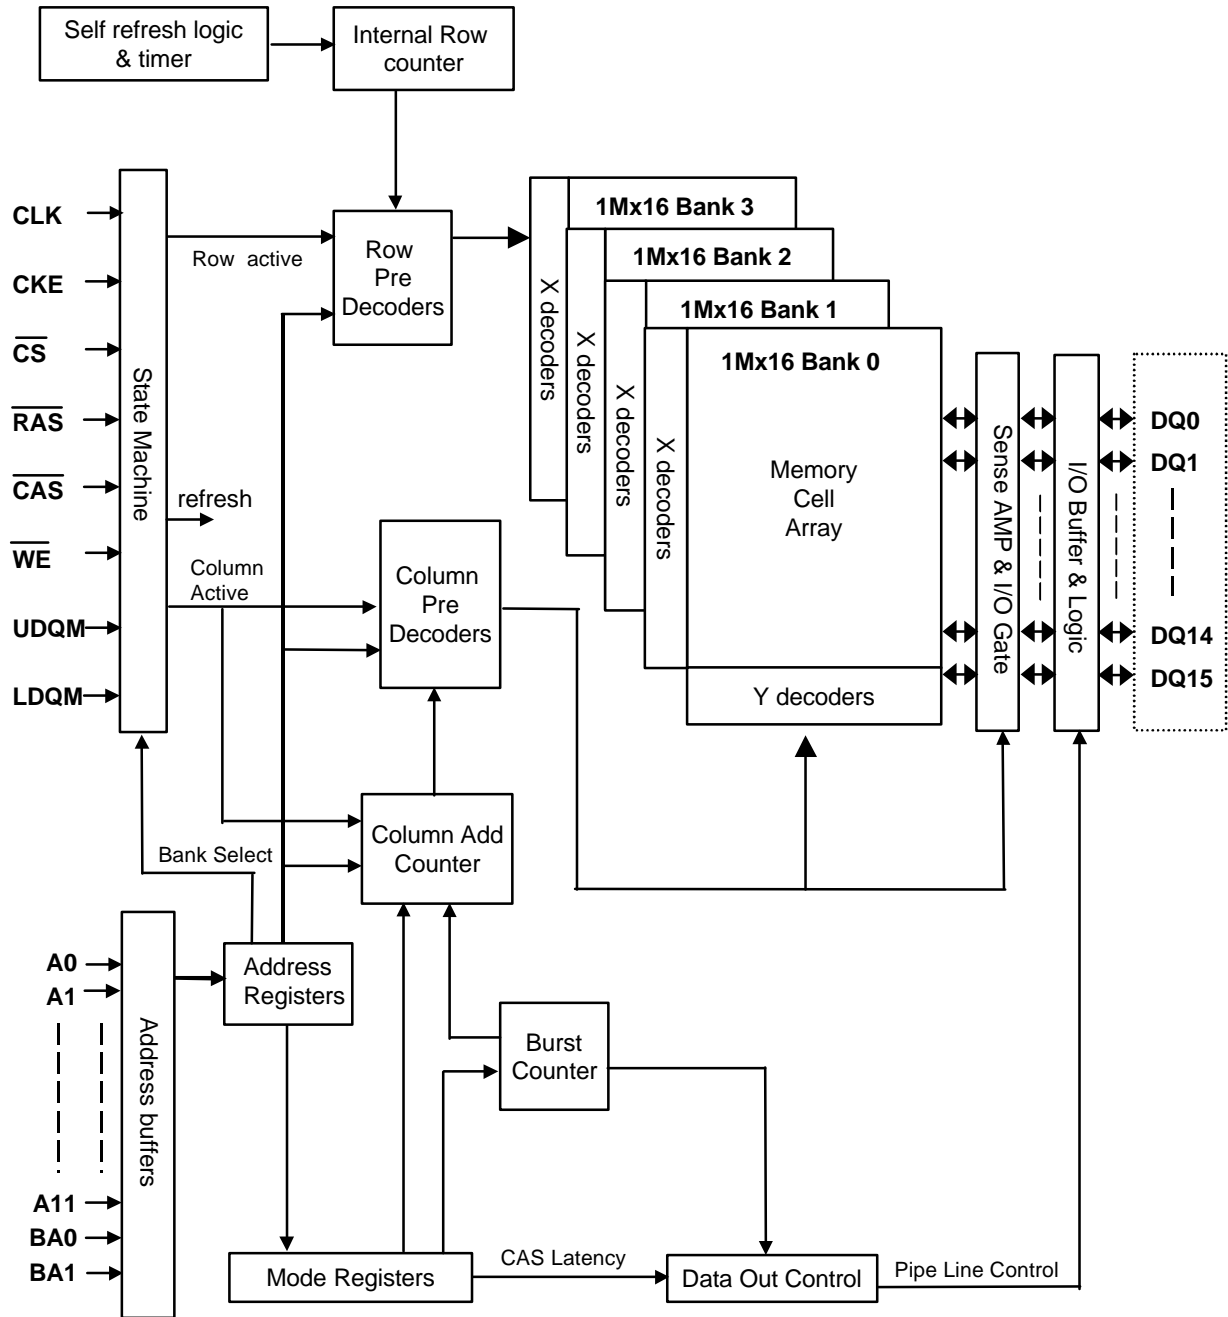 Self refresh logic
& timer
Internal Row
counter
CLK
CKE
CS
RAS
CAS
WE
UDQM
LDQM
State Machine
Row active
refresh
Column
Active
Bank Select
Row
Pre
Decoders
Column
Pre
Decoders
Column Add
Counter
1Mx16 Bank 3
1Mx16 Bank 2
1Mx16 Bank 1
1Mx16 Bank 0
X decoders
X decoders
X decoders
X decoders
Memory
Cell
Array
Y decoders
Sense AMP & I/O Gate
I/O Buffer & Logic
DQ0
DQ1
DQ14
DQ15
A0
A1
A11
BA0
BA1
Address buffers
Address
Registers
Burst
Counter
Mode Registers
CAS Latency
Data Out Control
Pipe Line Control